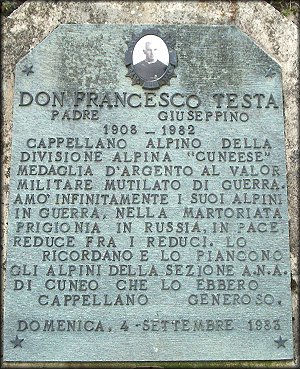 DON FRANCESCO TESTA
PADRE GIUSEPPINO
1908 - 1982
CAPPELLANO ALPINO DELLA
DIVISIONE ALPINA "CUNEESE"
MEDAGLIA D'ARGENTO AL VALOR
MILITARE MUTILATO DI GUERRA.
AMO' INFINITAMENTE I SUOI ALPINI
IN GUERRA, NELLA MARTORIATA
PRIGIONIA IN RUSSIA, IN PACE,
REDUCE FRA I REDUCI. LO
RICORDANO E LO PIANGONO
GLI ALPINI DELLA SEZIONE A.N.A.
DI CUNEO CHE LO EBBERO
CAPPELLANO GENEROSO.
DOMENICA, 4 - SETTEMBRE 1983